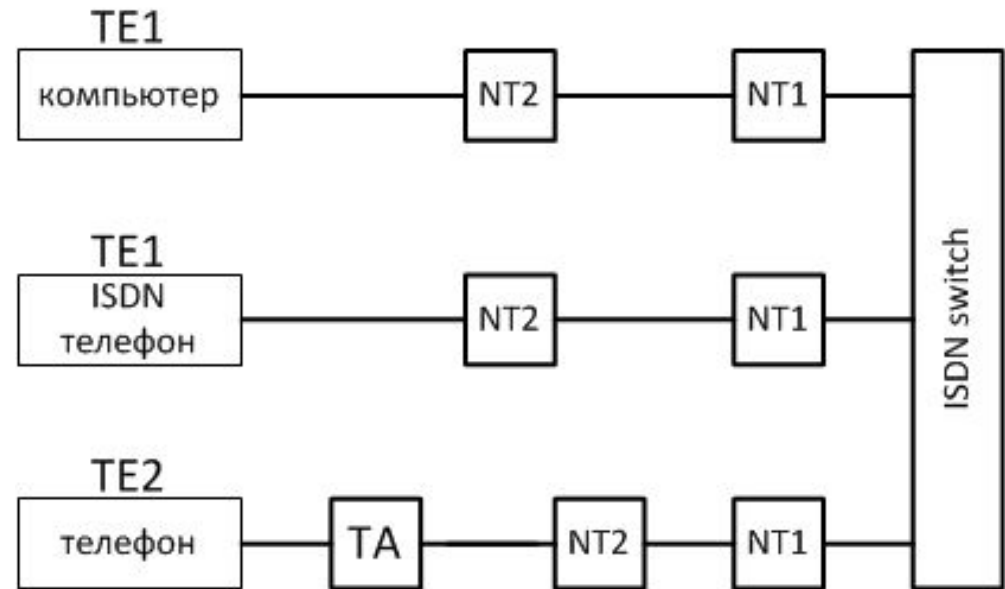 TE1
компьютер
NT2
NT1
TE1
ISDN
телефон
NT2
NT1
ISDN switch
TE2
телефон
TA
NT2
NT1